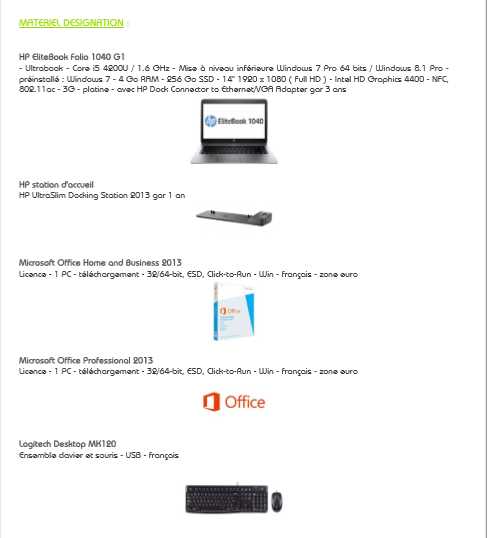 MATERIEL DESIGNATION :
HP EliteBook Folio 1040 G1
- Ultrabook - Core i5 4200U / 1.6 GHz - Mise à niveau inférieure Windows 7 Pro 64 bits / Windows 8.1 Pro -
préinstallé : Windows 7 - 4 Go RAM - 256 Go SSD - 14" 1920 x 1080 ( Full HD ) - Intel HD Graphics 4400 - NFC,
802.11ac - 3G - platine - avec HP Dock Connector to Ethernet/VGA Adapter gar 3 ans
hp EliteBook 1040
HP station d'accueil
HP UltraSlim Docking Station 2013 gar 1 an
Microsoft Office Home and Business 2013
Licence - 1 PC - téléchargement - 32/64-bit, ESD, Click-to-Run - Win - français - zone euro
Office
Microsoft Office Professional 2013
Licence - 1 PC - téléchargement - 32/64-bit, ESD, Click-to-Run - Win - français - zone euro
Office
Logitech Desktop MK120
Ensemble clavier et souris - USB - français